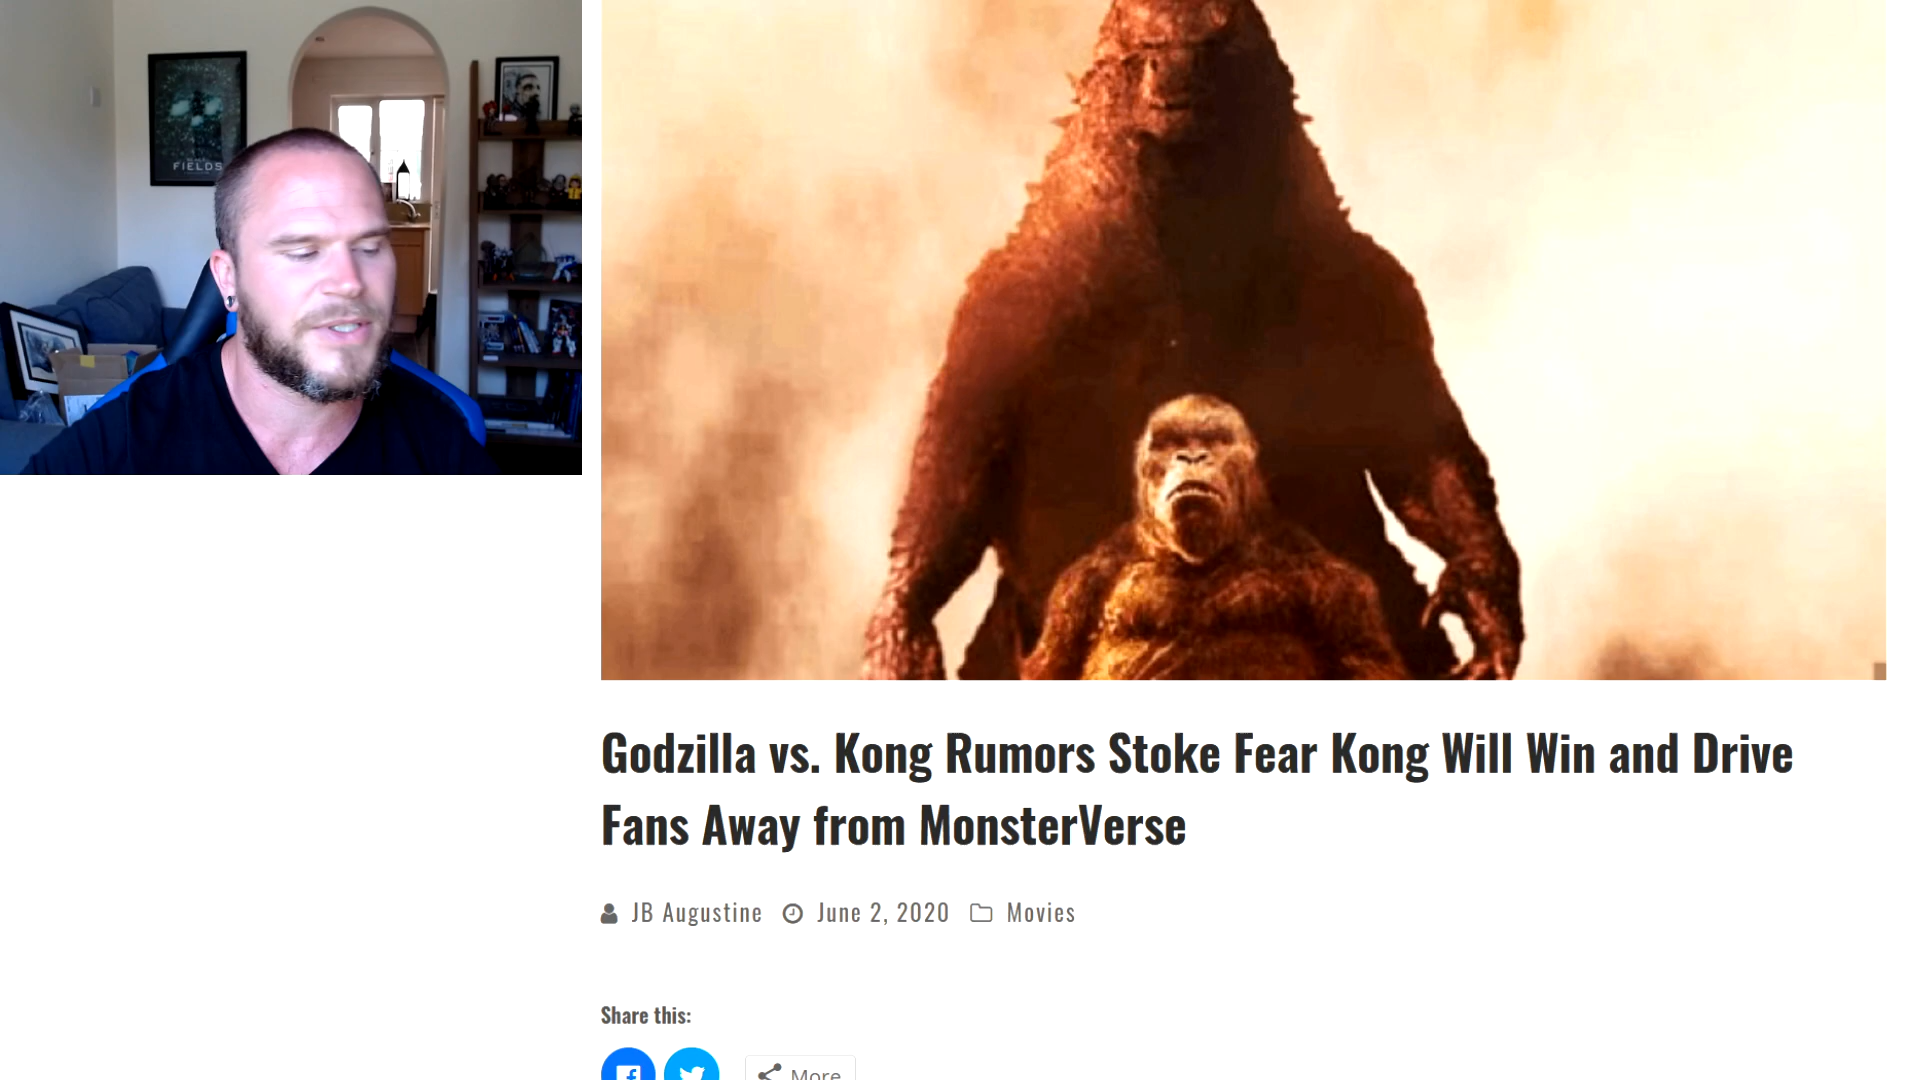 FIELDS
Godzilla vs. Kong Rumors Stoke Fear Kong Will Win and Drive
Fans Away from MonsterVerse
JB Augustine June 2, 2020 Movies
Share this:
More